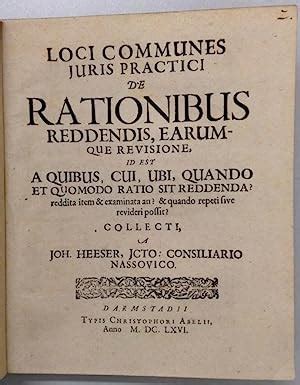 LOCI COMMUNES
JURIS PRACTICI
DE
RATIONIBUS
REDDENDIS, EARUM-
QUE REVISIONE,
ID EST
A QUIBUS, CUI, UBI, QUANDO
ET QUOMODO RATIO SIT REDDENDA?
reddita item & examinata an? & quando repeti sive
revideri possit?
COLLECTI,
A
JOH. HEESER, JCTO: CONSILIARIO
NASSOVICO.
DARMSTADII
TYPIS CHRISTOPHORI ABELII,
Anno M. DC. LXVI.